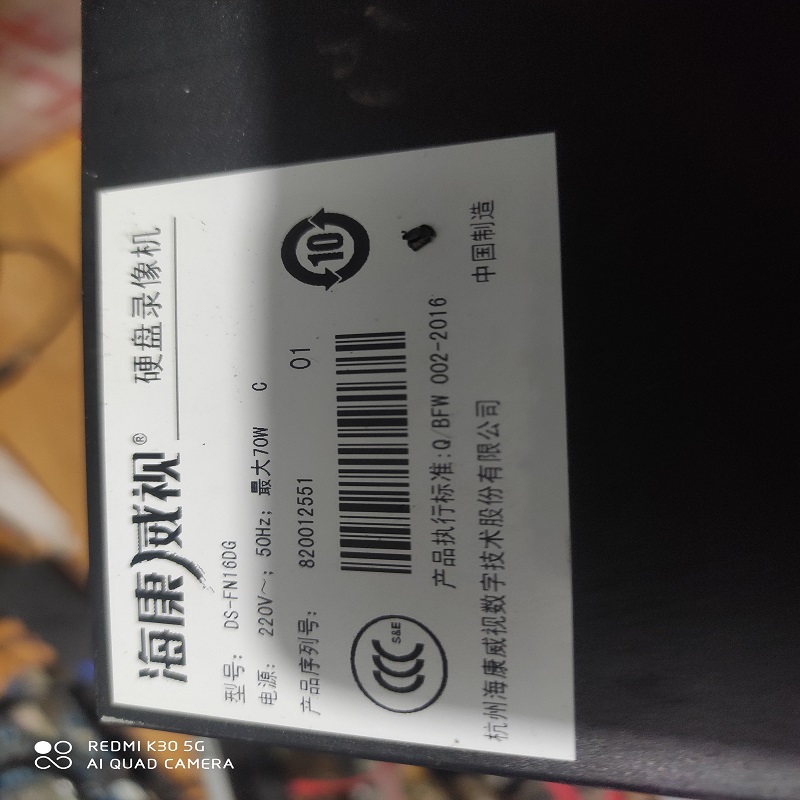 海康威视® 硬盘录像机
型号: DS-FN16DG
电源: 220V~; 50Hz; 最大70W C
产品序列号: 820012551 01
10
CCC S&E
产品执行标准:Q/BFW 002-2016
杭州海康威视数字技术股份有限公司 中国制造
REDMI K30 5G
AI QUAD CAMERA